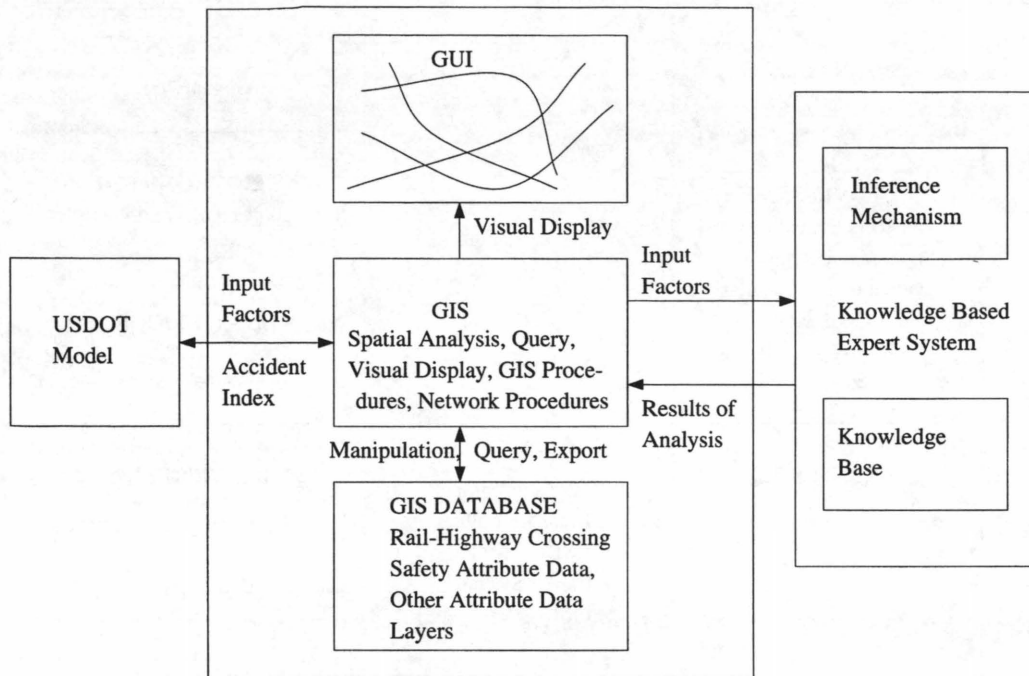 GUI
Visual Display
USDOT
Model
Input
Factors
Accident
Index
GIS
Spatial Analysis, Query,
Visual Display, GIS Proce-
dures, Network Procedures
Manipulation, Query, Export
GIS DATABASE
Rail-Highway Crossing
Safety Attribute Data,
Other Attribute Data
Layers
Input
Factors
Results of
Analysis
Inference
Mechanism
Knowledge Based
Expert System
Knowledge
Base